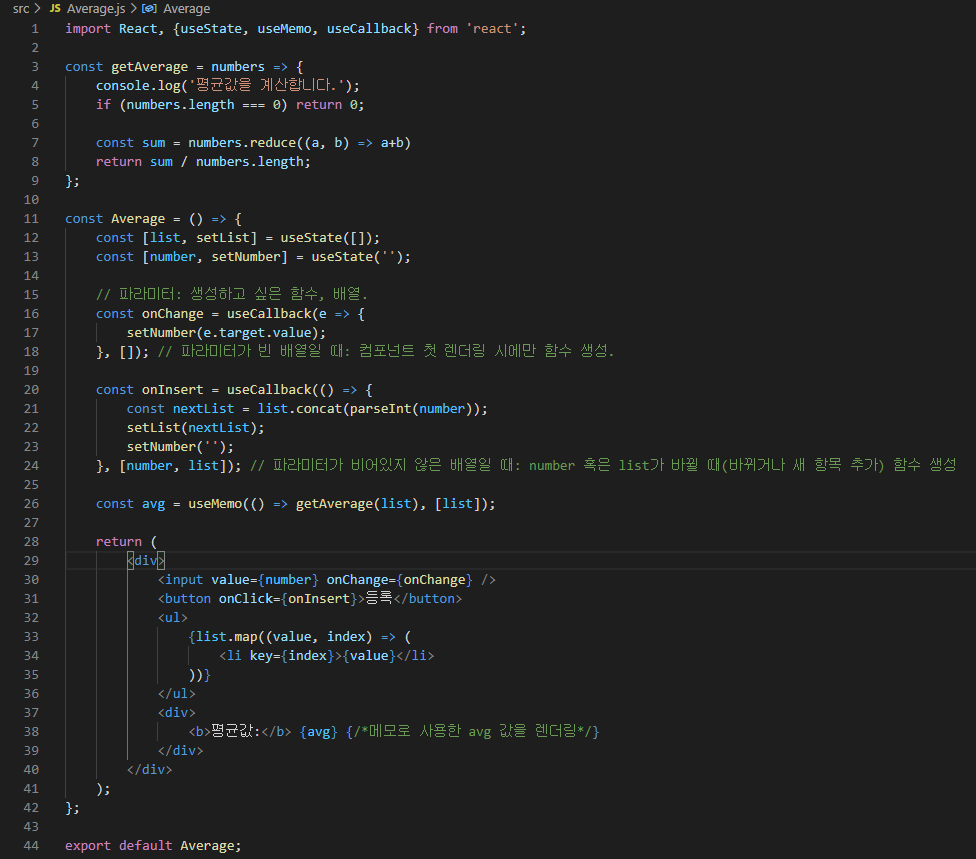 src > JS Average.js > Average
1 import React, {useState, useMemo, useCallback} from 'react';
2
3 const getAverage = numbers => {
4     console.log('평균값을 계산합니다.');
5     if (numbers.length === 0) return 0;
6
7     const sum = numbers.reduce((a, b) => a+b)
8     return sum / numbers.length;
9 };
10
11 const Average = () => {
12     const [list, setList] = useState([]);
13     const [number, setNumber] = useState('');
14
15     // 파라미터: 생성하고 싶은 함수, 배열.
16     const onChange = useCallback(e => {
17         setNumber(e.target.value);
18     }, []); // 파라미터가 빈 배열일 때: 컴포넌트 첫 렌더링 시에만 함수 생성.
19
20     const onInsert = useCallback(() => {
21         const nextList = list.concat(parseInt(number));
22         setList(nextList);
23         setNumber('');
24     }, [number, list]); // 파라미터가 비어있지 않은 배열일 때: number 혹은 list가 바뀔 때(바뀌거나 새 항목 추가) 함수 생성
25
26     const avg = useMemo(() => getAverage(list), [list]);
27
28     return (
29         <div>
30             <input value={number} onChange={onChange} />
31             <button onClick={onInsert}>등록</button>
32             <ul>
33                 {list.map((value, index) => (
34                     <li key={index}>{value}</li>
35                 ))}
36             </ul>
37             <div>
38                 <b>평균값:</b> {avg} {/*메모로 사용한 avg 값을 렌더링*/}
39             </div>
40         </div>
41     );
42 };
43
44 export default Average;